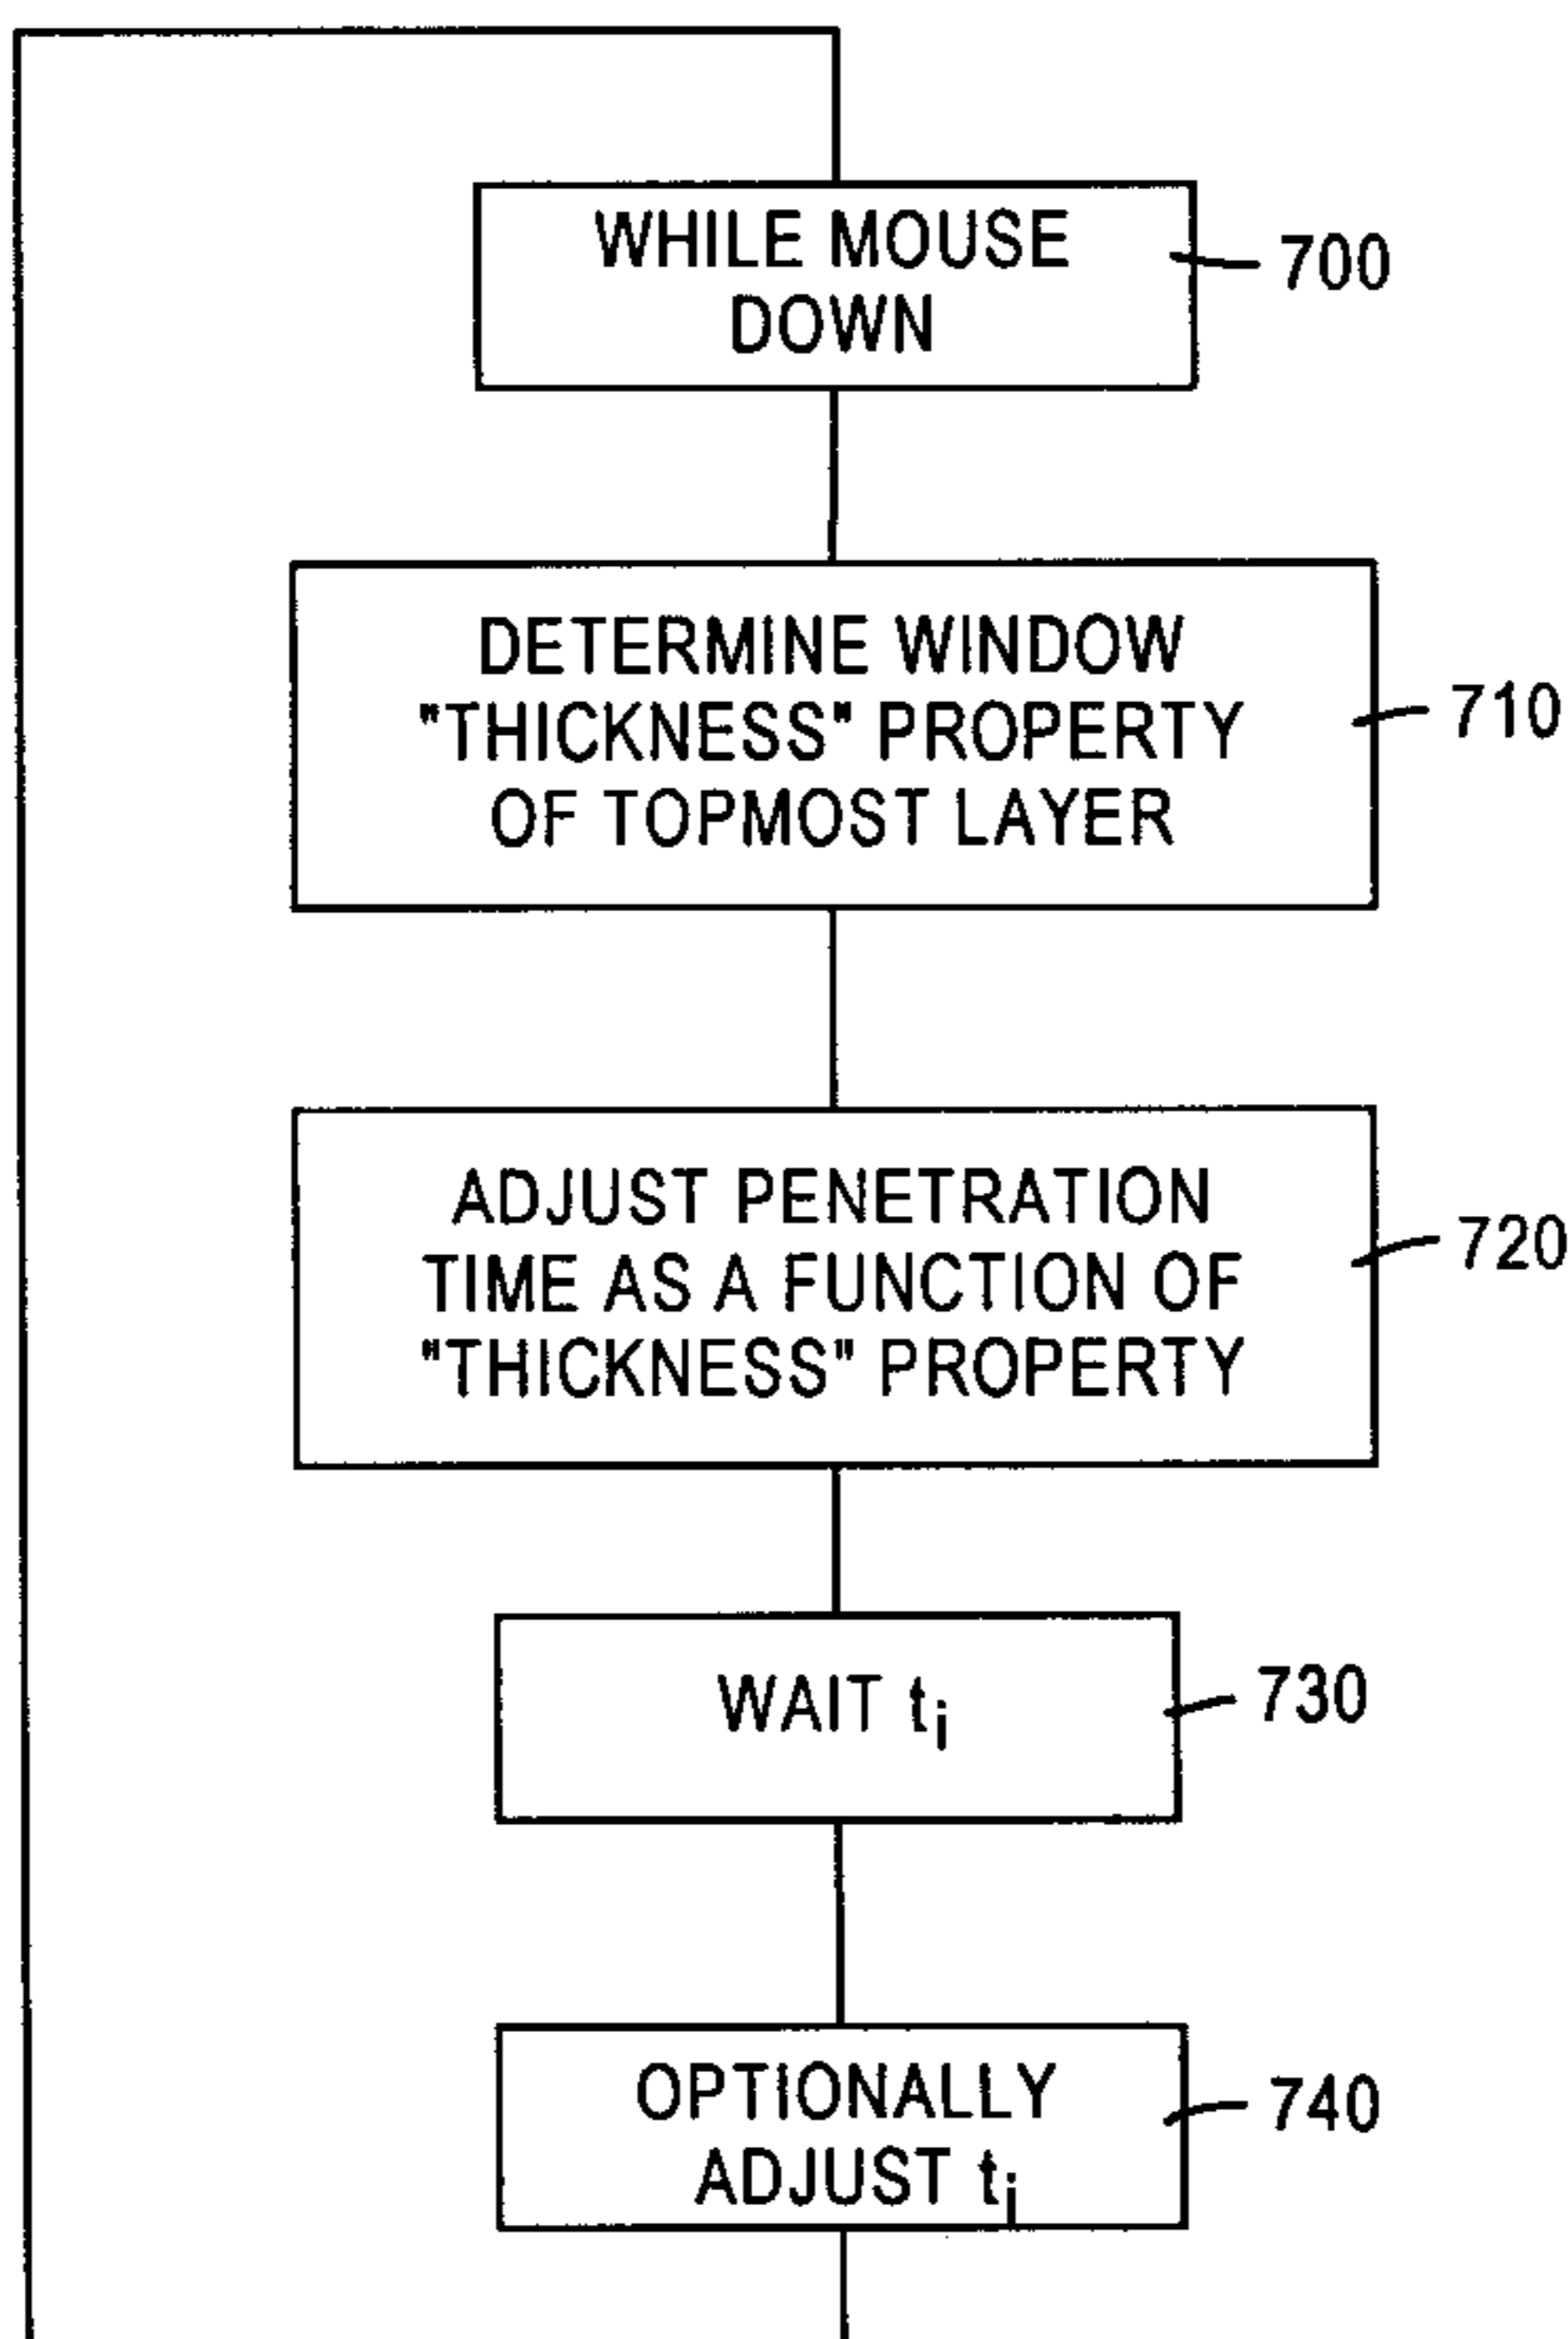 WHILE MOUSE
DOWN
700
DETERMINE WINDOW
"THICKNESS" PROPERTY
OF TOPMOST LAYER
710
ADJUST PENETRATION
TIME AS A FUNCTION OF
"THICKNESS" PROPERTY
720
WAIT ti
730
OPTIONALLY
ADJUST ti
740